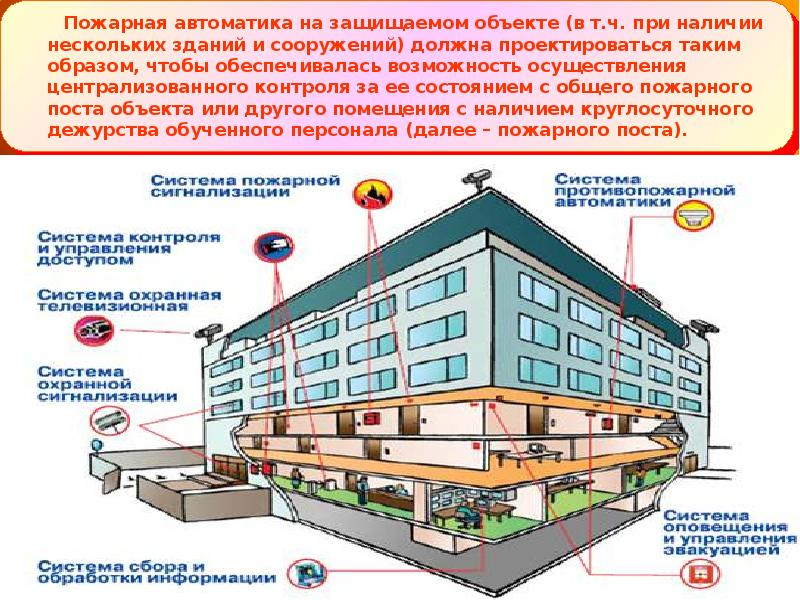 Пожарная автоматика на защищаемом объекте (в т.ч. при наличии
нескольких зданий и сооружений) должна проектироваться таким
образом, чтобы обеспечивалась возможность осуществления
централизованного контроля за ее состоянием с общего пожарного
поста объекта или другого помещения с наличием круглосуточного
дежурства обученного персонала (далее – пожарного поста).
Система пожарной
сигнализации
Система
противопожарной
автоматики
Система контроля
и управления
доступом
Система охранная
телевизионная
Система
охранной
сигнализации
Система
оповещения
и управления
эвакуацией
Система сбора и
обработки информации